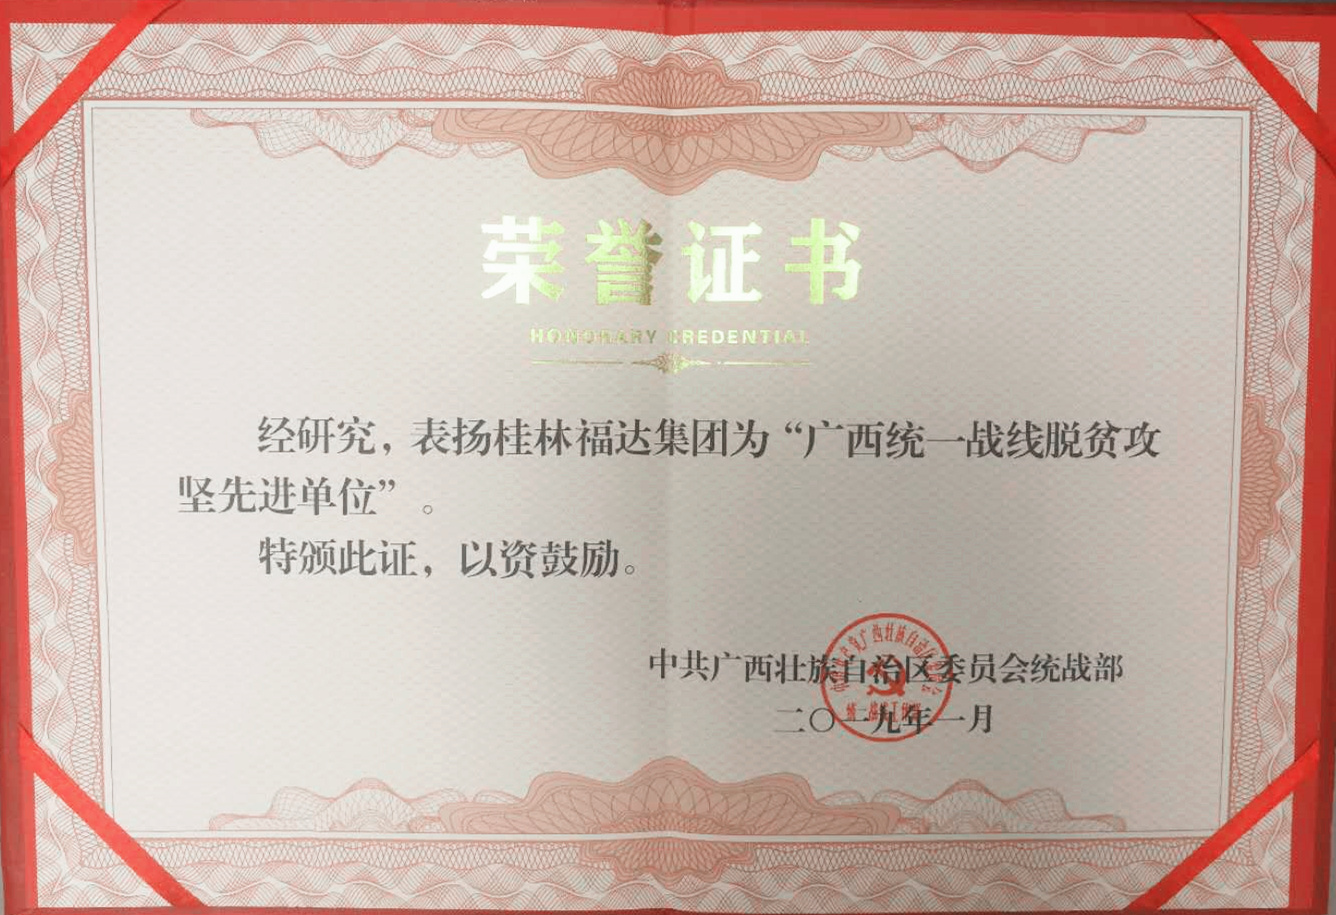 荣誉证书
HONORARY CREDENTIAL
经研究，表扬桂林福达集团为“广西统一战线脱贫攻
坚先进单位”。
特颁此证，以资鼓励。
中共广西壮族自治区委员会统战部
二〇一九年一月